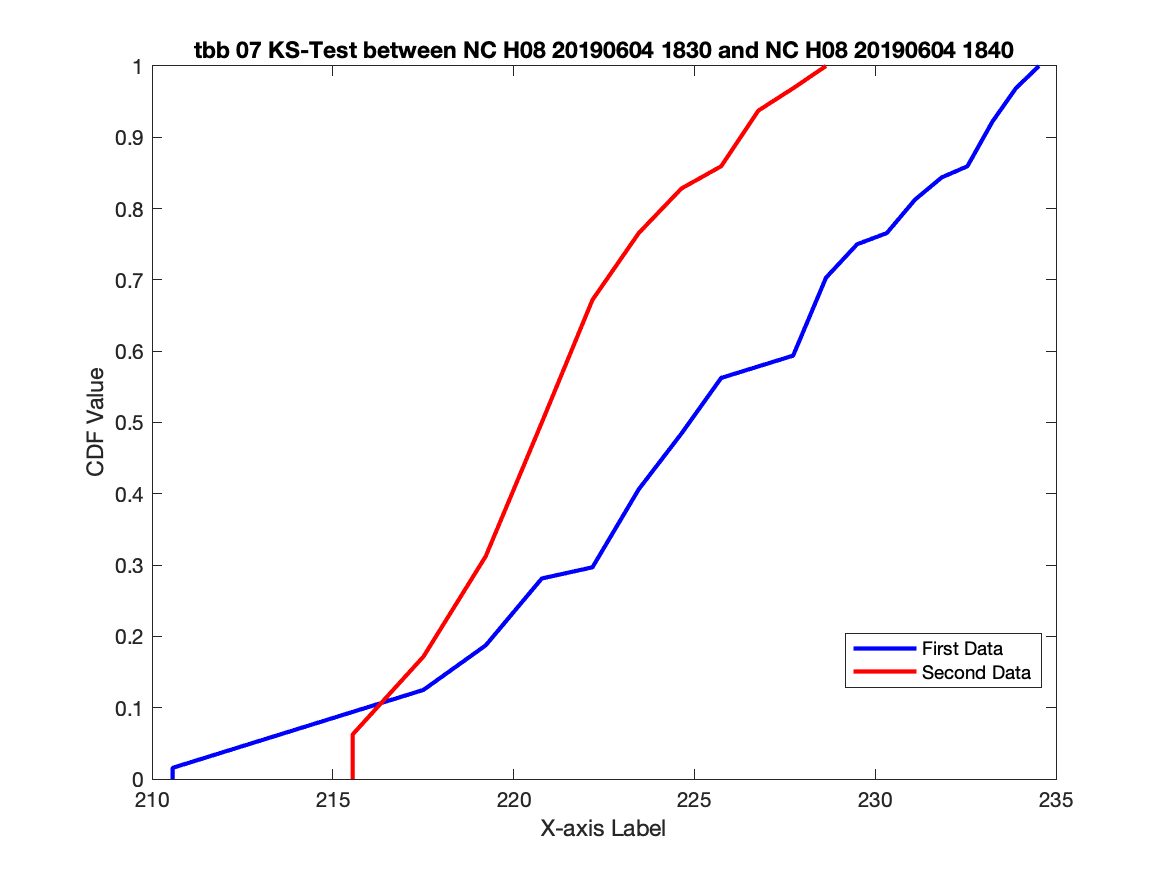 tbb 07 KS-Test between NC H08 20190604 1830 and NC H08 20190604 1840
1
0.9
0.8
0.7
0.6
0.5
0.4
0.3
0.2
0.1
0
CDF Value
First Data
Second Data
210 215 220 225 230 235
X-axis Label